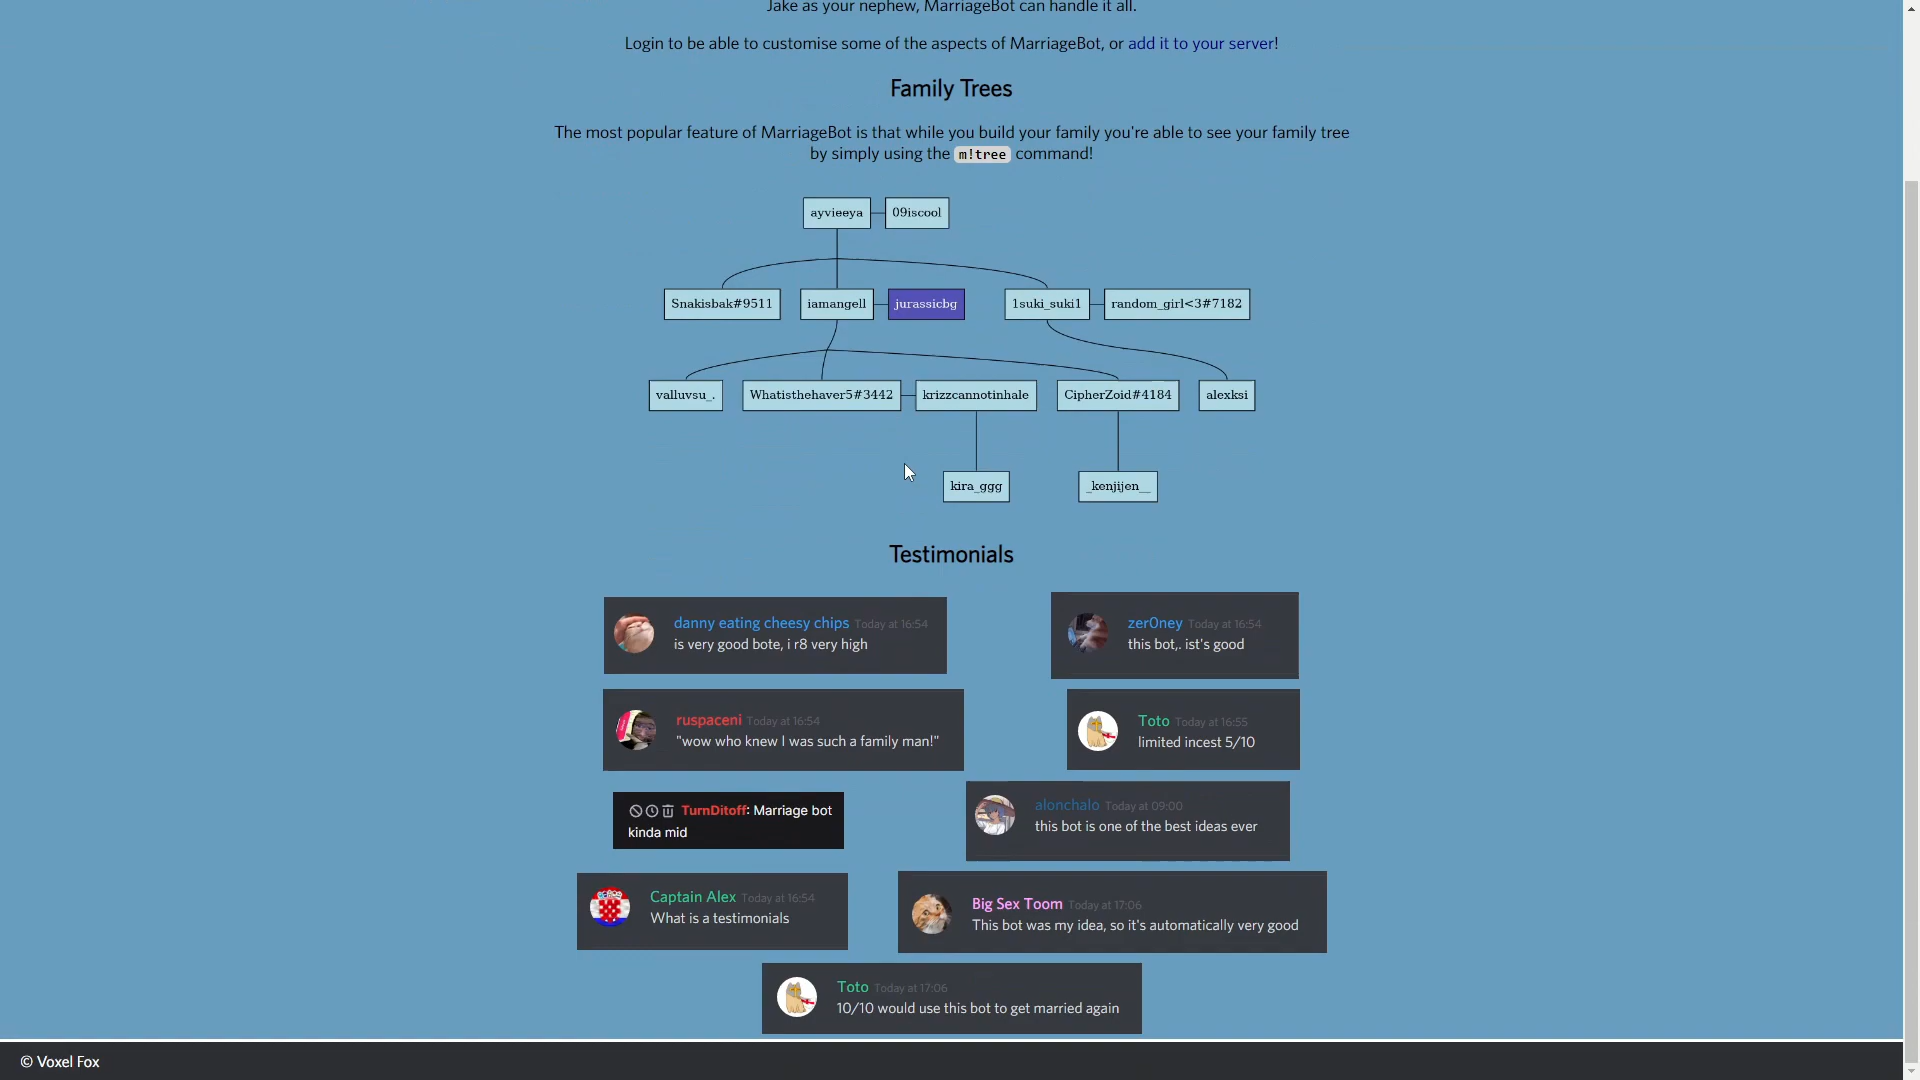 Jake as your nephew, MarriageBot can handle it all.
Login to be able to customise some of the aspects of MarriageBot, or add it to your server!
Family Trees
The most popular feature of MarriageBot is that while you build your family you're able to see your family tree
by simply using the m!tree command!
ayvieeya 09iscool
Snakisbak#9511 iamangell jurassicbg 1suki_suki1 random_girl<3#7182
valluvsu_. Whatisthehaver5#3442 krizzcannotinhale CipherZoid#4184 alexksi
kira_ggg _kenjijen__
Testimonials
danny eating cheesy chips Today at 16:54
is very good bote, i r8 very high
zer0ney Today at 16:54
this bot,. ist's good
ruspaceni Today at 16:54
"wow who knew I was such a family man!"
Toto Today at 16:55
limited incest 5/10
TurnDitoff: Marriage bot
kinda mid
alonchalo Today at 09:00
this bot is one of the best ideas ever
Captain Alex Today at 16:54
What is a testimonials
Big Sex Toom Today at 17:06
This bot was my idea, so it's automatically very good
Toto Today at 17:06
10/10 would use this bot to get married again
© Voxel Fox